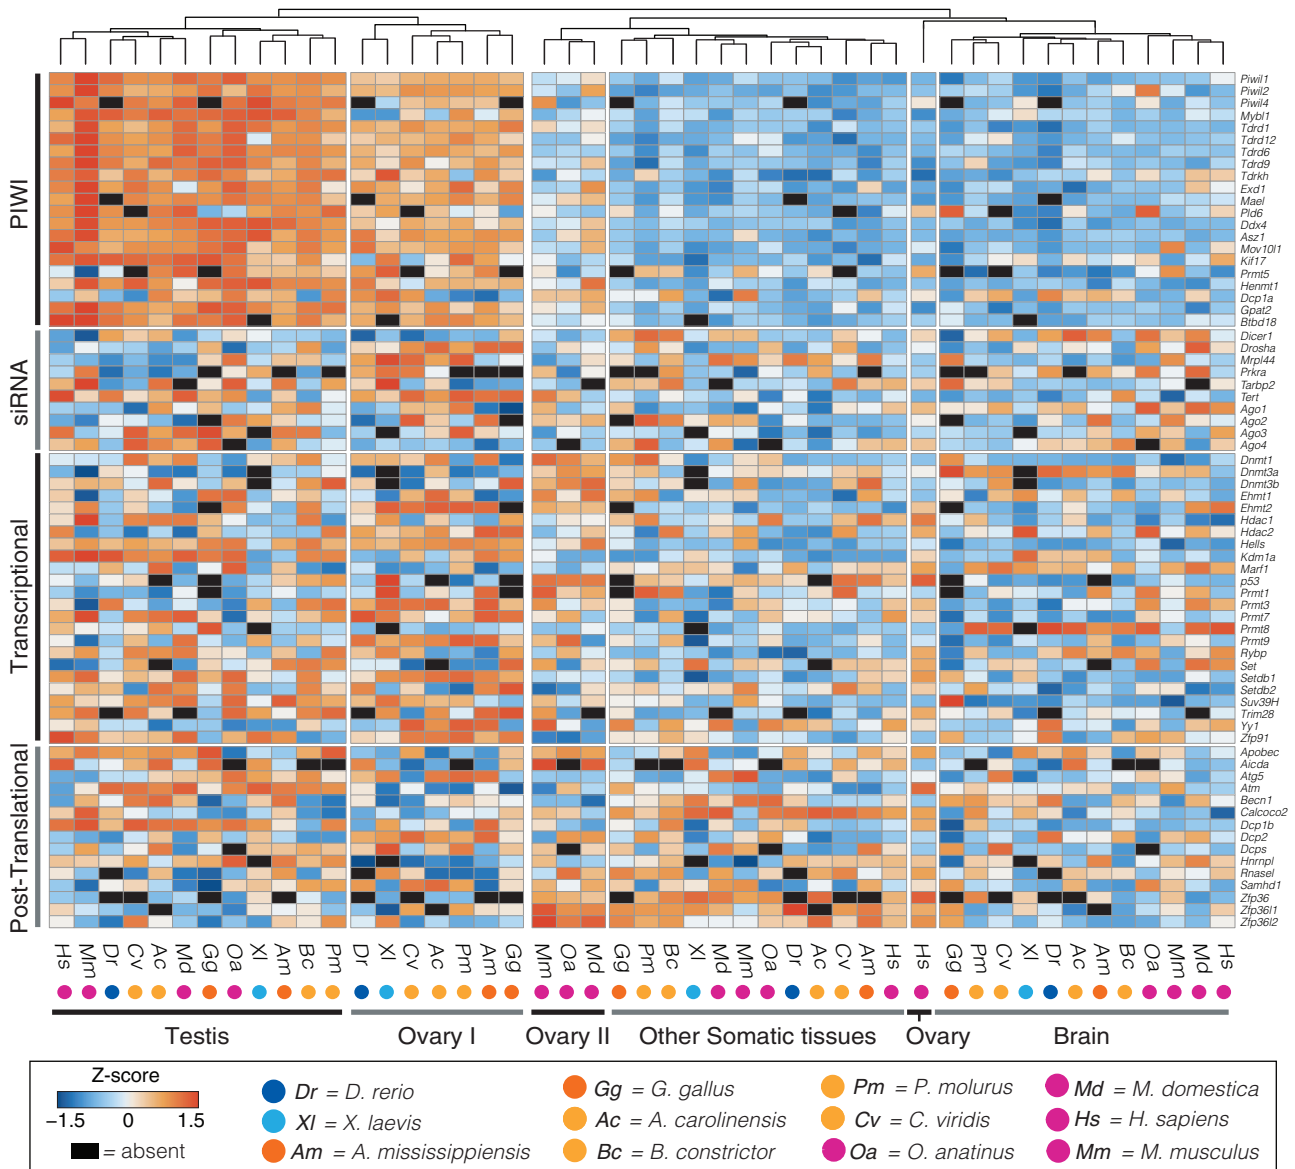 PIWI
Piwil1
Piwil2
Piwil4
Mybl1
Tdrd1
Tdrd12
Tdrd6
Tdrd9
Tdrkh
Exd1
Mael
Pld6
Ddx4
Asz1
Mov10l1
Kif17
Prmt5
Henmt1
Dcp1a
Gpat2
Btbd18
siRNA
Dicer1
Drosha
Mrpl44
Prkra
Tarbp2
Tert
Ago1
Ago2
Ago3
Ago4
Transcriptional
Dnmt1
Dnmt3a
Dnmt3b
Ehmt1
Ehmt2
Hdac1
Hdac2
Hells
Kdm1a
Marf1
p53
Prmt1
Prmt3
Prmt7
Prmt8
Prmt9
Rybp
Set
Setdb1
Setdb2
Suv39H
Trim28
Yy1
Zfp91
Post-Translational
Apobec
Aicda
Atg5
Atm
Becn1
Calcoco2
Dcp1b
Dcp2
Dcps
Hnrnpl
Rnasel
Samhd1
Zfp36
Zfp36l1
Zfp36l2
Hs Mm Dr Cv Ac Md Gg Oa Xl Am Bc Pm Dr Xl Cv Ac Pm Am Gg Mm Oa Md Gg Pm Bc Xl Md Mm Oa Dr Ac Cv Am Hs Hs Gg Pm Cv Xl Dr Ac Am Bc Oa Mm Md Hs
Testis Ovary I Ovary II Other Somatic tissues Ovary Brain
Z-score
−1.5 0 1.5
= absent
Dr = D. rerio
Xl = X. laevis
Am = A. mississippiensis
Gg = G. gallus
Ac = A. carolinensis
Bc = B. constrictor
Pm = P. molurus
Cv = C. viridis
Oa = O. anatinus
Md = M. domestica
Hs = H. sapiens
Mm = M. musculus